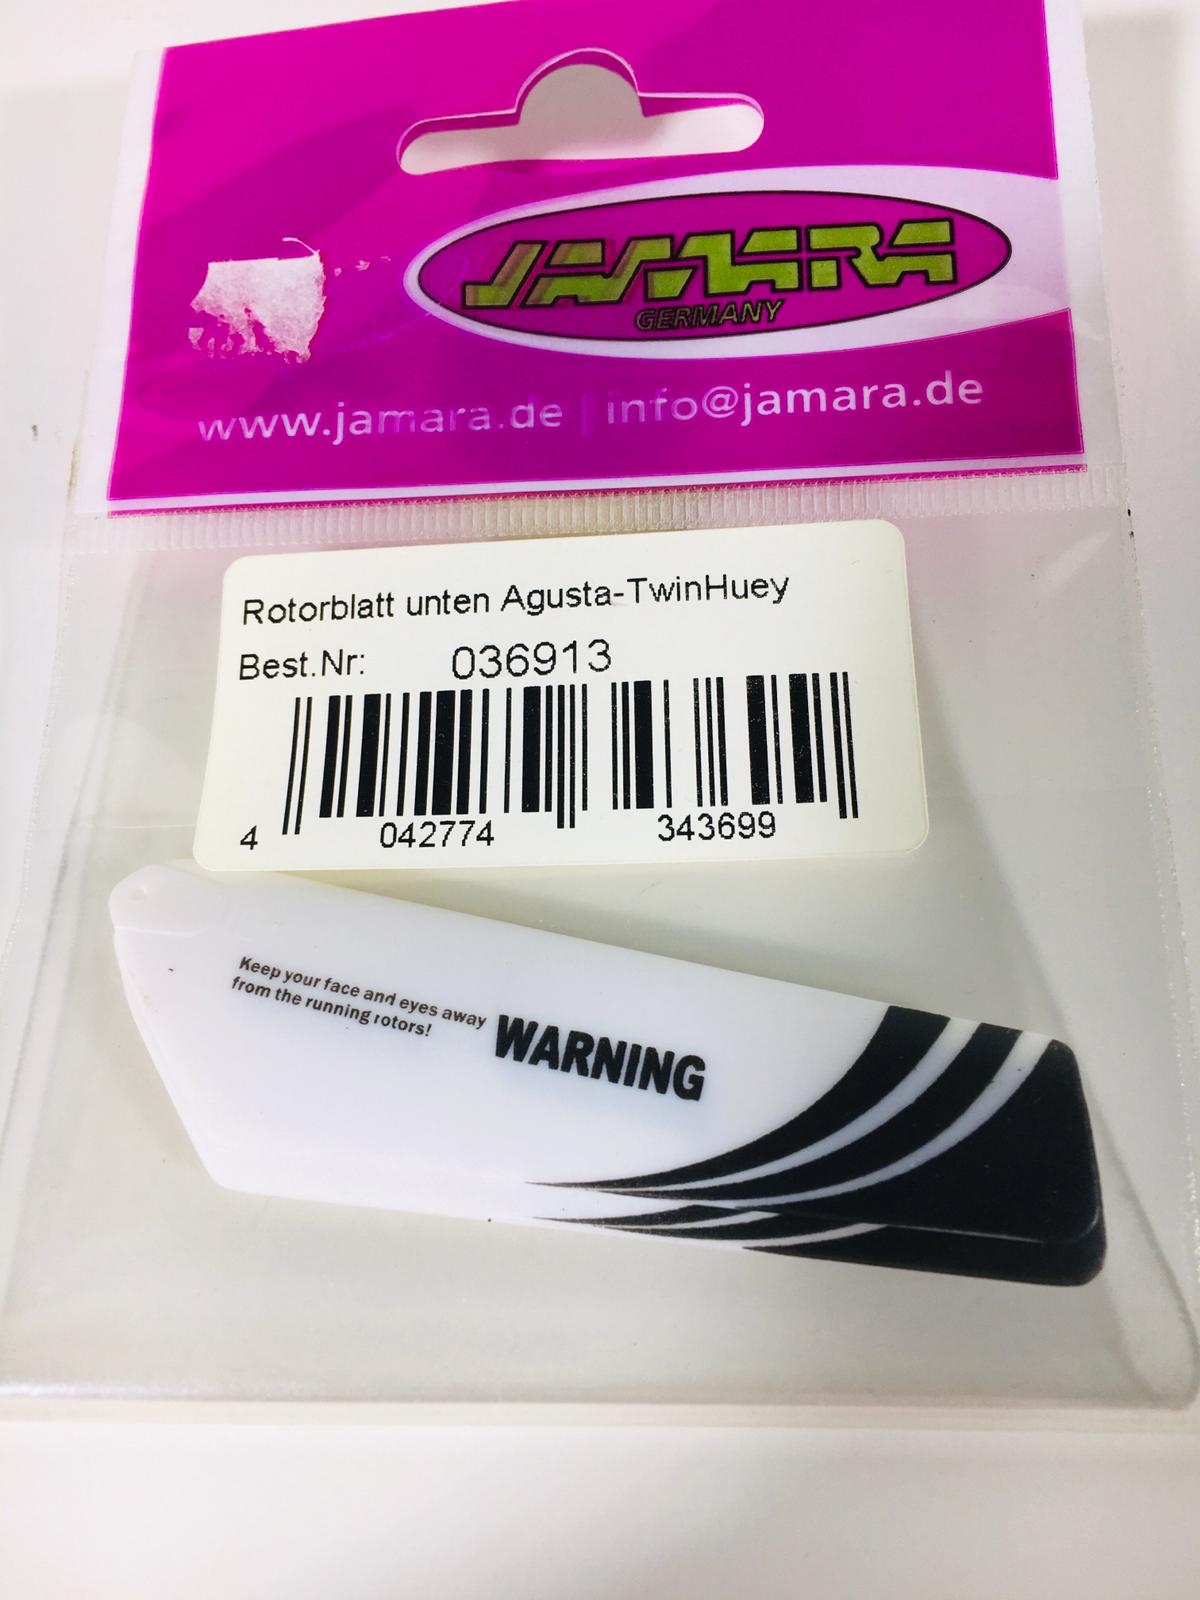 JAMARA
GERMANY
www.jamara.de | info@jamara.de
Rotorblatt unten Agusta-TwinHuey
Best.Nr: 036913
4 042774 343699
Keep your face and eyes away
from the running rotors!
WARNING